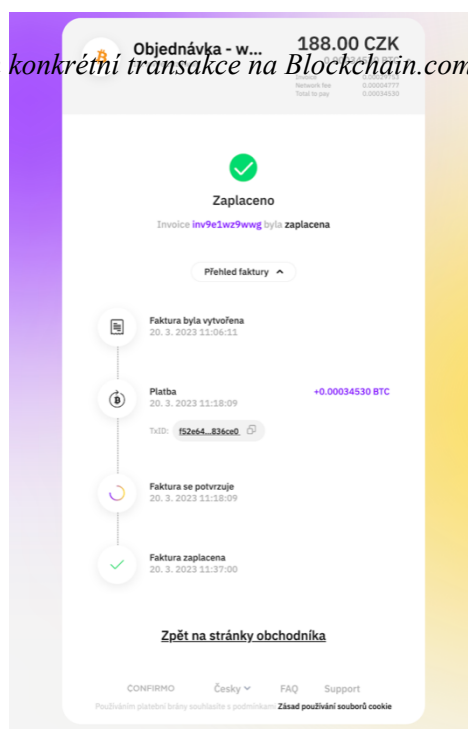 Objednávka - w...
188.00 CZK
konkrétní transakce na Blockchain.com
Invoice
Network fee 0.00004777
Total to pay 0.00034530
Zaplaceno
Invoice inv9e1wz9wwg byla zaplacena
Přehled faktury
Faktura byla vytvořena
20. 3. 2023 11:06:11
Platba +0.00034530 BTC
20. 3. 2023 11:18:09
TxID: f52e64...836ce0
Faktura se potvrzuje
20. 3. 2023 11:18:09
Faktura zaplacena
20. 3. 2023 11:37:00
Zpět na stránky obchodníka
CONFIRMO Česky FAQ Support
Používáním platební brány souhlasíte s podmínkami Zásad používání souborů cookie